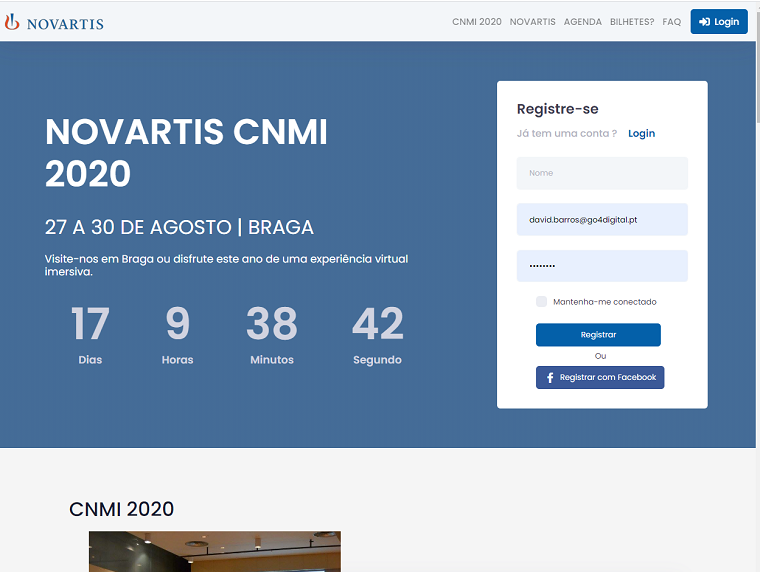 NOVARTIS
CNMI 2020 NOVARTIS AGENDA BILHETES? FAQ Login
NOVARTIS CNMI
2020
27 A 30 DE AGOSTO | BRAGA
Visite-nos em Braga ou disfrute este ano de uma experiência virtual
imersiva.
17 9 38 42
Dias Horas Minutos Segundo
Registre-se
Já tem uma conta ? Login
Nome
david.barros@go4digital.pt
••••••••
Mantenha-me conectado
Registrar
Ou
Registrar com Facebook
CNMI 2020